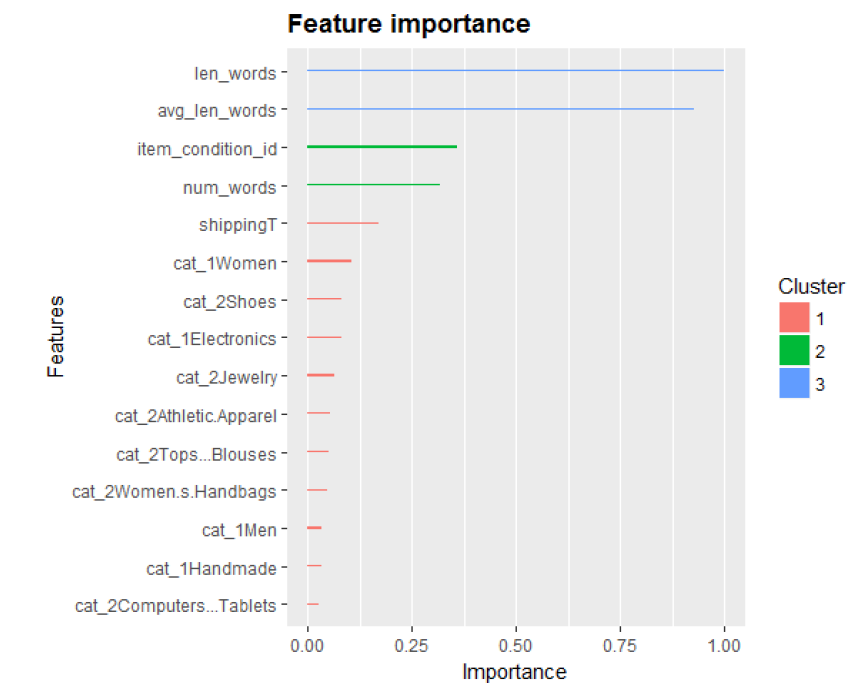 Feature importance
len_words
avg_len_words
item_condition_id
num_words
shippingT
cat_1Women
cat_2Shoes
cat_1Electronics
cat_2Jewelry
cat_2Athletic.Apparel
cat_2Tops...Blouses
cat_2Women.s.Handbags
cat_1Men
cat_1Handmade
cat_2Computers...Tablets
Features
0.00 0.25 0.50 0.75 1.00
Importance
Cluster
1
2
3